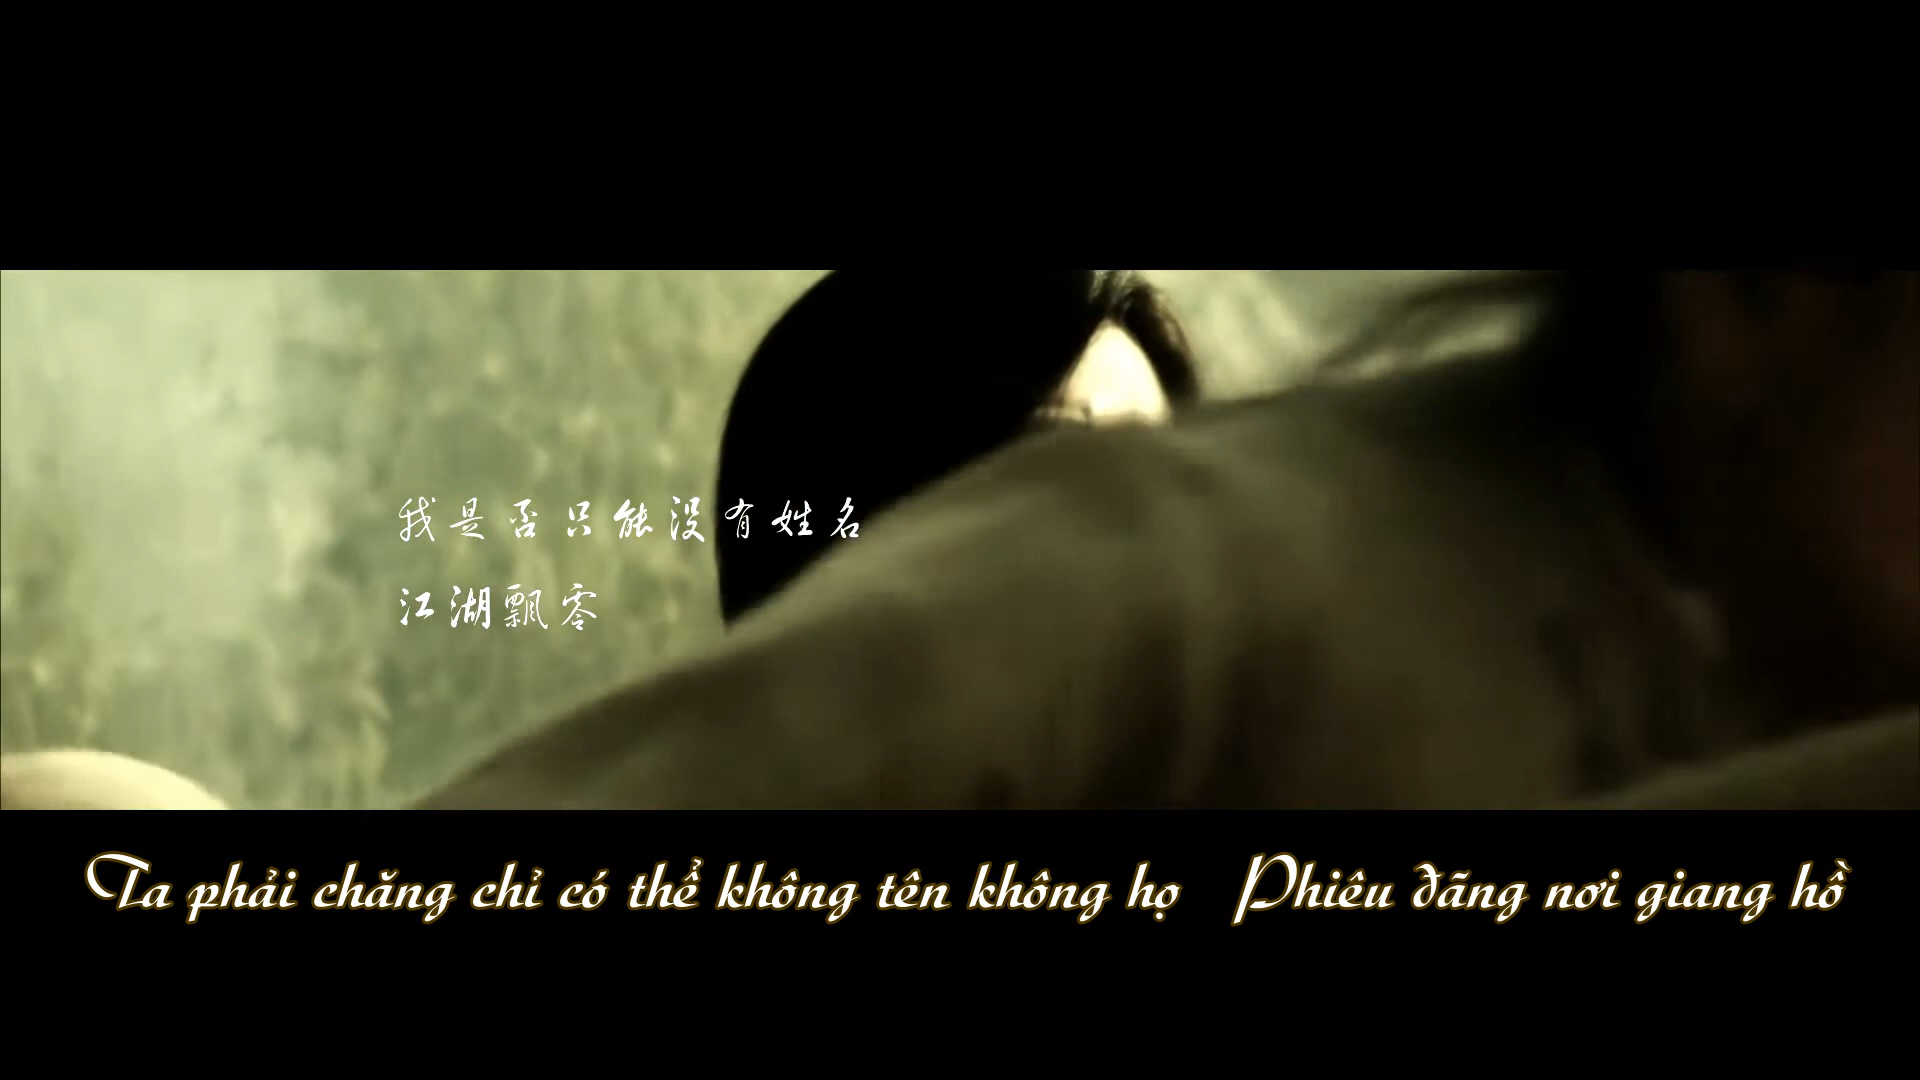 我是否只能没有姓名
江湖飘零
Ta phải chăng chỉ có thể không tên không họ Phiêu đãng nơi giang hồ